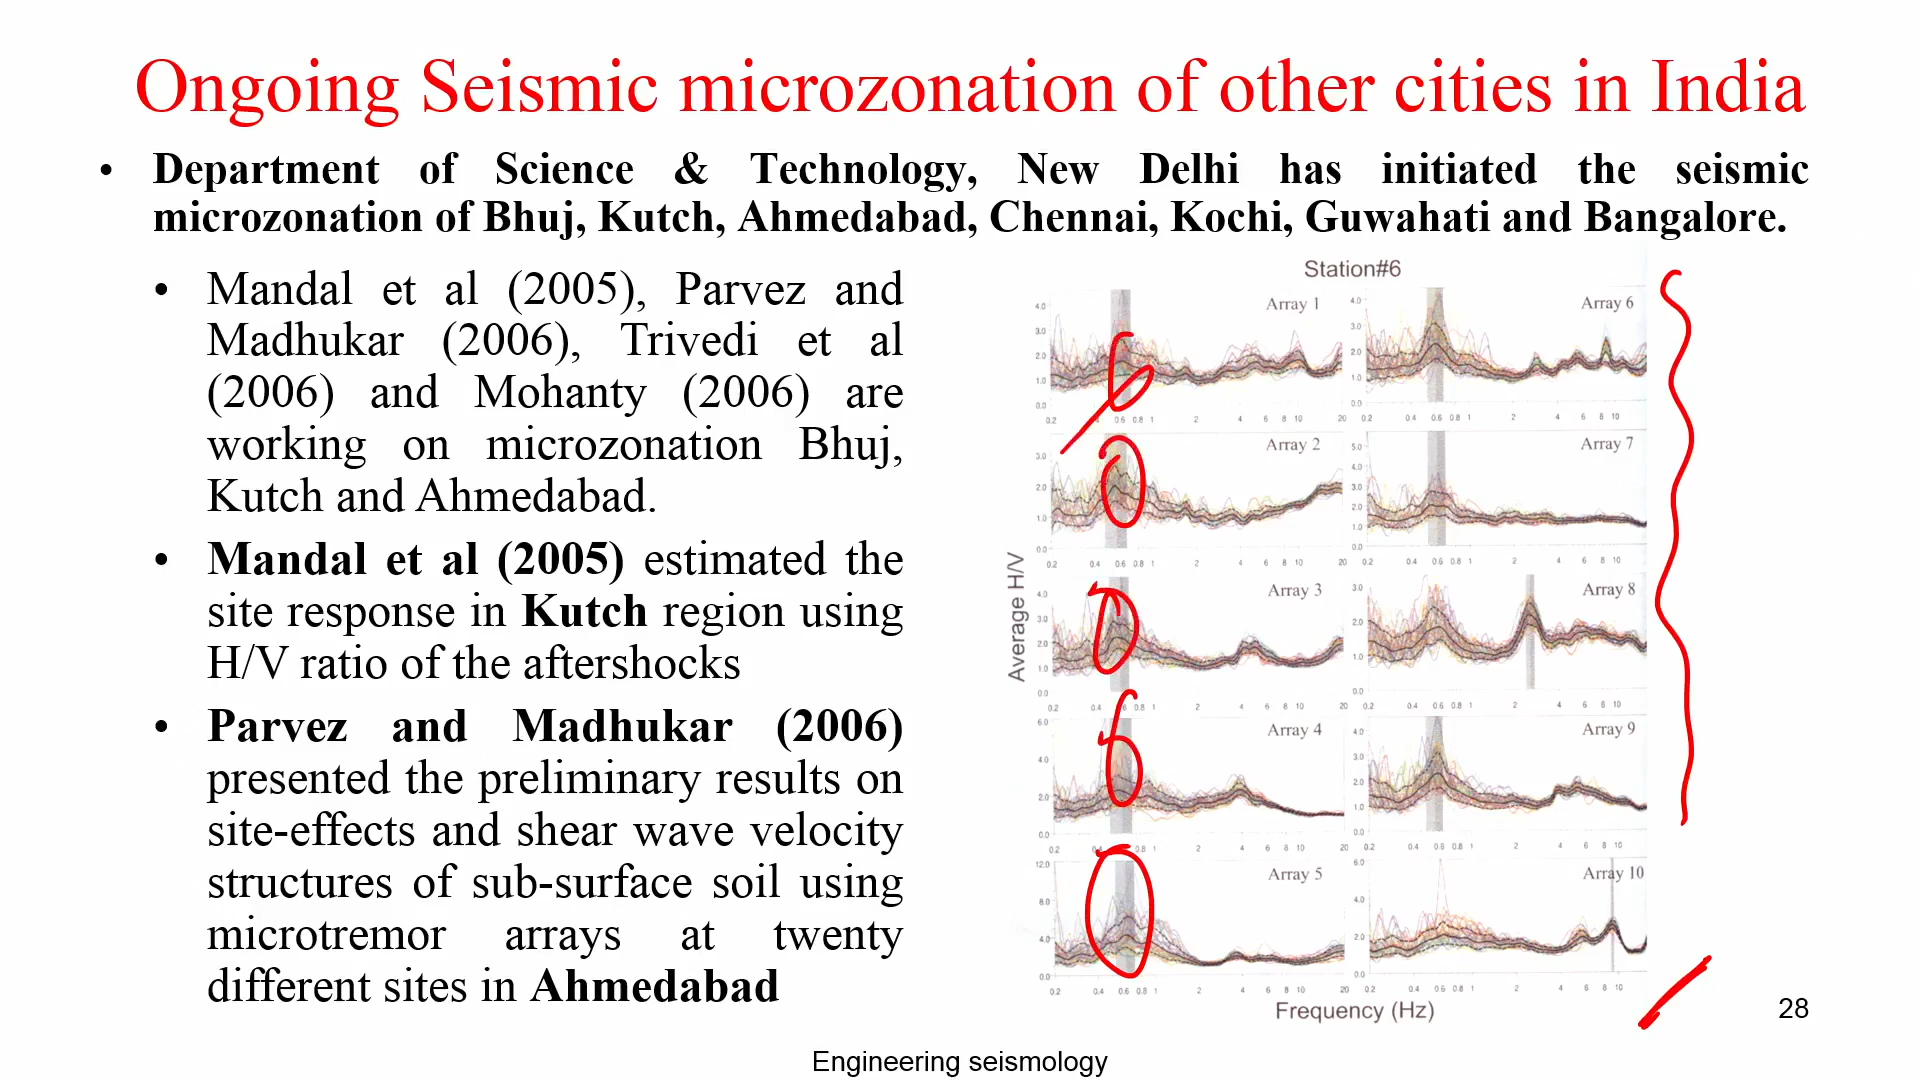 Ongoing Seismic microzonation of other cities in India
• Department of Science & Technology, New Delhi has initiated the seismic
microzonation of Bhuj, Kutch, Ahmedabad, Chennai, Kochi, Guwahati and Bangalore.
• Mandal et al (2005), Parvez and
Madhukar (2006), Trivedi et al
(2006) and Mohanty (2006) are
working on microzonation Bhuj,
Kutch and Ahmedabad.
• Mandal et al (2005) estimated the
site response in Kutch region using
H/V ratio of the aftershocks
• Parvez and Madhukar (2006)
presented the preliminary results on
site-effects and shear wave velocity
structures of sub-surface soil using
microtremor arrays at twenty
different sites in Ahmedabad
Station#6
Array 1
Array 6
Array 2
Array 7
Array 3
Array 8
Array 4
Array 9
Array 5
Array 10
Average H/V
Frequency (Hz)
28
Engineering seismology